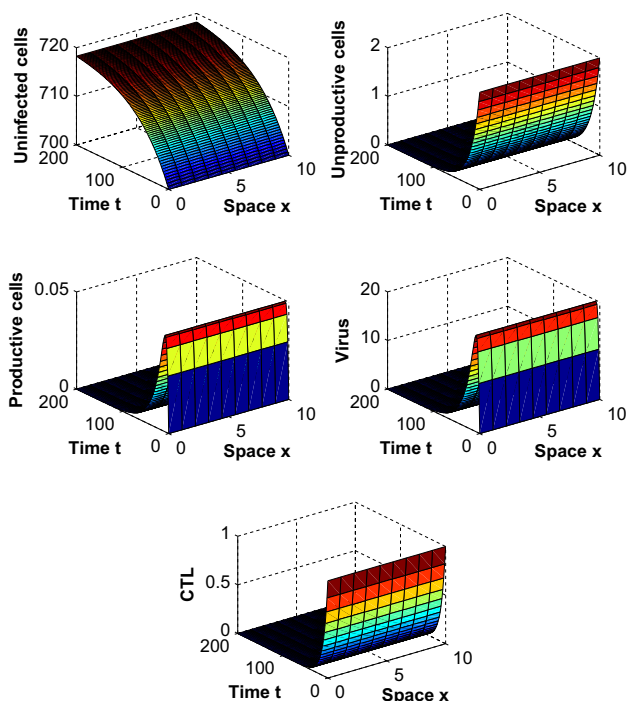 720
710
700
200
100
0
0
5
10
Uninfected cells
Time t
Space x
2
1
0
200
100
0
0
5
10
Unproductive cells
Time t
Space x
0.05
0
200
100
0
0
5
10
Productive cells
Time t
Space x
20
10
0
200
100
0
0
5
10
Virus
Time t
Space x
1
0.5
0
200
100
0
0
5
10
CTL
Time t
Space x